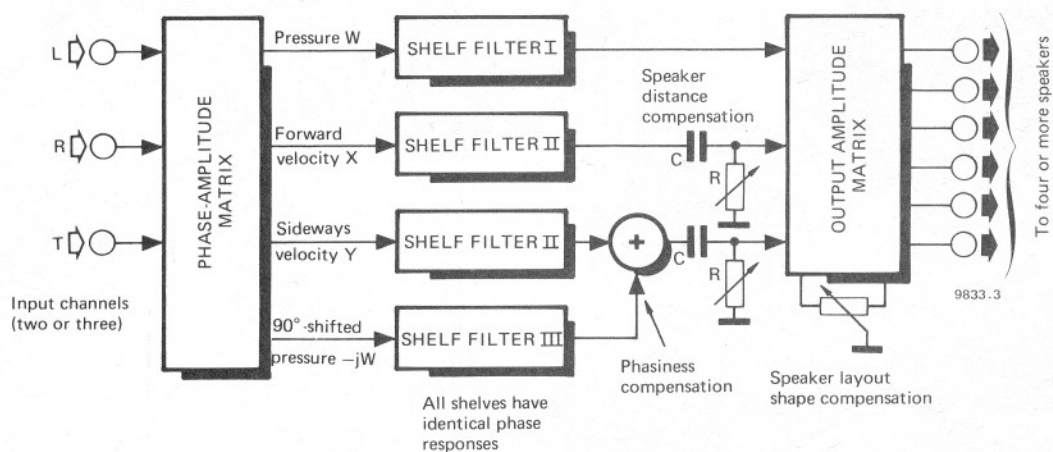 L
R
T
Input channels
(two or three)
PHASE-AMPLITUDE
MATRIX
Pressure W
Forward
velocity X
Sideways
velocity Y
90°-shifted
pressure –jW
SHELF FILTER I
SHELF FILTER II
SHELF FILTER II
SHELF FILTER III
All shelves have
identical phase
responses
Speaker
distance
compensation
C
R
+
C
R
Phasiness
compensation
OUTPUT AMPLITUDE
MATRIX
Speaker layout
shape compensation
9833.3
To four or more speakers